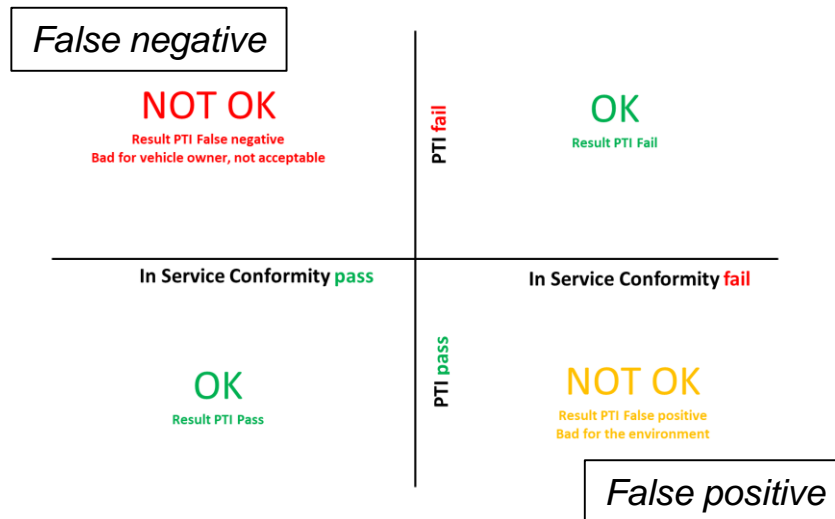 False negative
NOT OK
Result PTI False negative
Bad for vehicle owner, not acceptable
PTI fail
OK
Result PTI Fail
In Service Conformity pass
In Service Conformity fail
OK
Result PTI Pass
PTI pass
NOT OK
Result PTI False positive
Bad for the environment
False positive